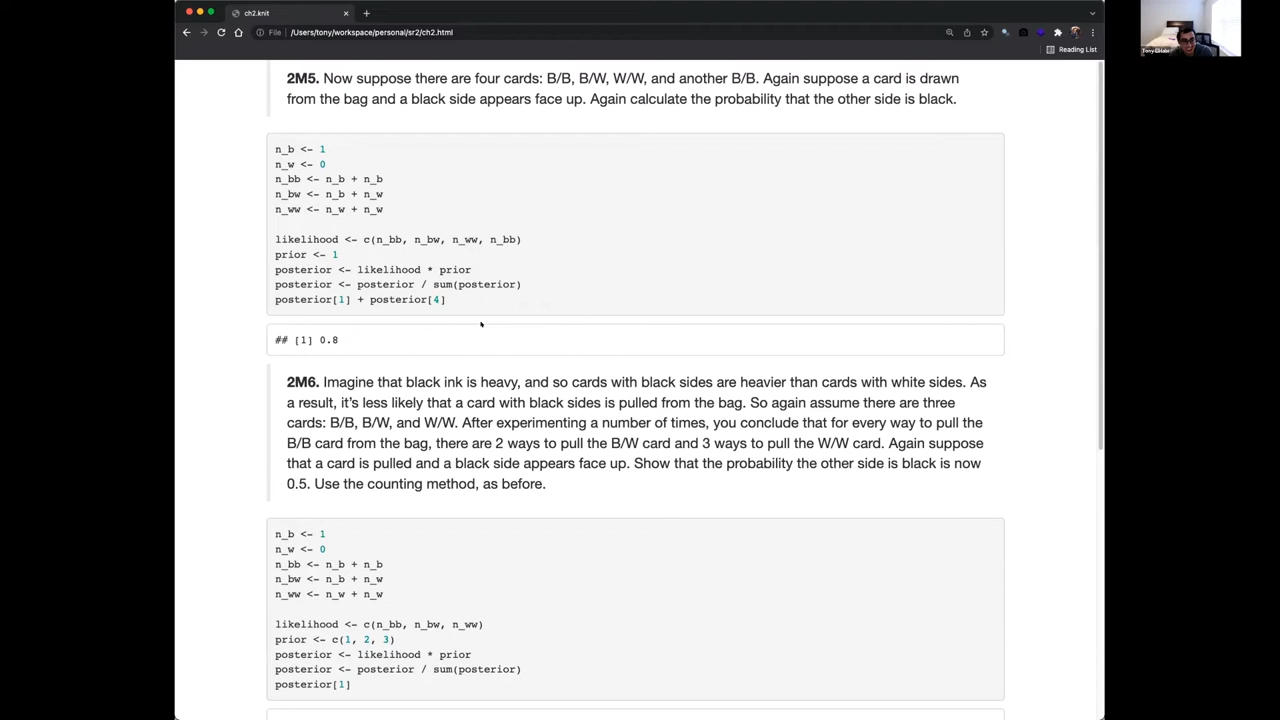 ch2.knit
File
/Users/tony/workspace/personal/sr2/ch2.html
Reading List
2M5. Now suppose there are four cards: B/B, B/W, W/W, and another B/B. Again suppose a card is drawn
from the bag and a black side appears face up. Again calculate the probability that the other side is black.
n_b <- 1
n_w <- 0
n_bb <- n_b + n_b
n_bw <- n_b + n_w
n_ww <- n_w + n_w
likelihood <- c(n_bb, n_bw, n_ww, n_bb)
prior <- 1
posterior <- likelihood * prior
posterior <- posterior / sum(posterior)
posterior[1] + posterior[4]
## [1] 0.8
2M6. Imagine that black ink is heavy, and so cards with black sides are heavier than cards with white sides. As
a result, it's less likely that a card with black sides is pulled from the bag. So again assume there are three
cards: B/B, B/W, and W/W. After experimenting a number of times, you conclude that for every way to pull the
B/B card from the bag, there are 2 ways to pull the B/W card and 3 ways to pull the W/W card. Again suppose
that a card is pulled and a black side appears face up. Show that the probability the other side is black is now
0.5. Use the counting method, as before.
n_b <- 1
n_w <- 0
n_bb <- n_b + n_b
n_bw <- n_b + n_w
n_ww <- n_w + n_w
likelihood <- c(n_bb, n_bw, n_ww)
prior <- c(1, 2, 3)
posterior <- likelihood * prior
posterior <- posterior / sum(posterior)
posterior[1]